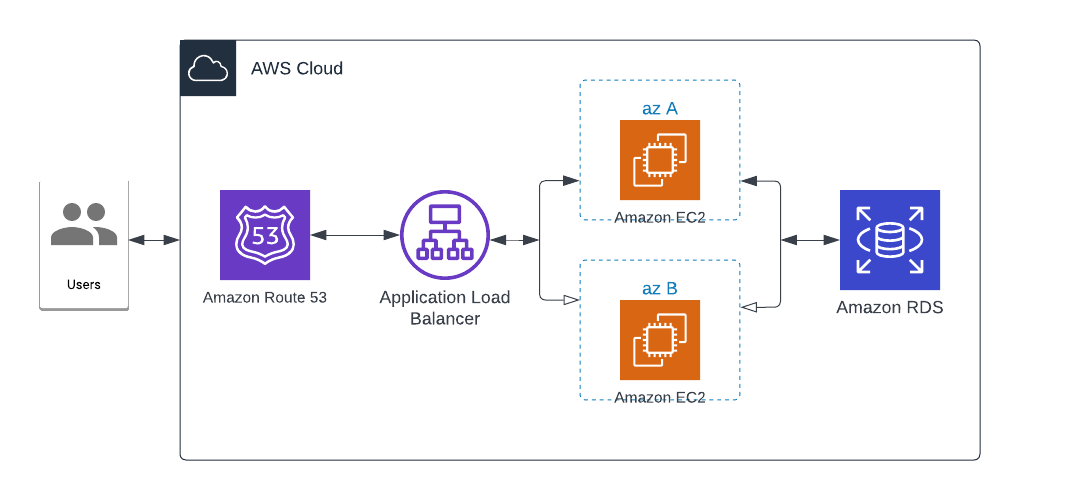 AWS Cloud
Users
53
Amazon Route 53
Application Load
Balancer
az A
Amazon EC2
az B
Amazon EC2
Amazon RDS